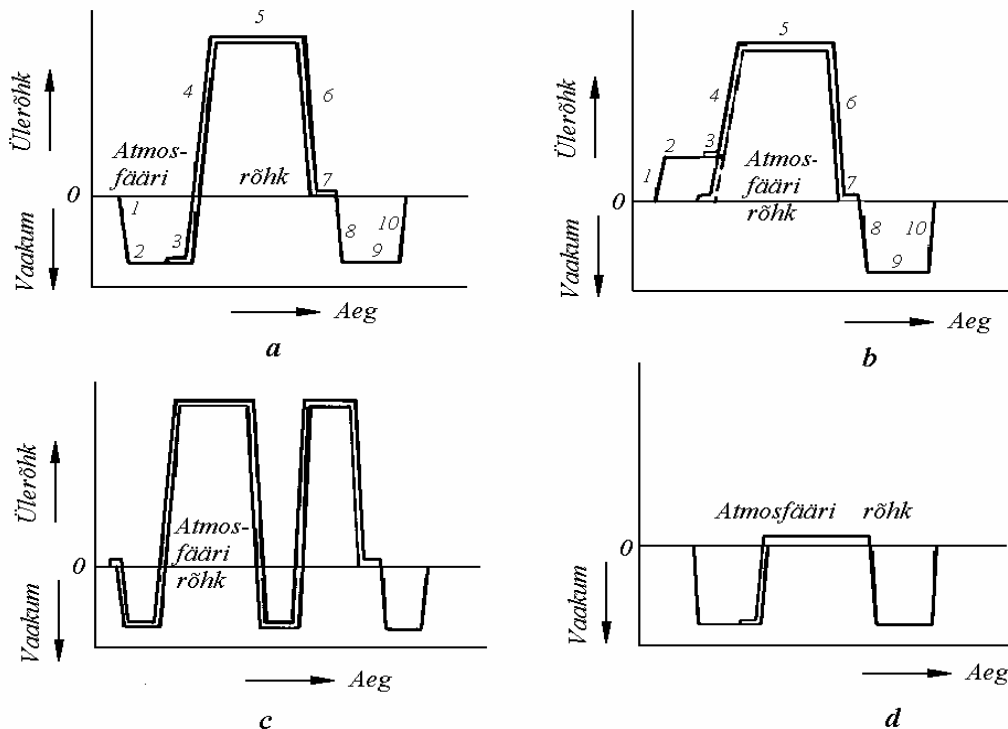 5
4
6
Ülerõhk
Atmos-
fääri
rõhk
7
0
1
2
3
8
10
9
Vaakum
Aeg
a
5
4
6
Ülerõhk
2
3
1
Atmos-
fääri
rõhk
7
0
8
10
9
Vaakum
Aeg
b
Ülerõhk
Atmos-
fääri
rõhk
0
Vaakum
Aeg
c
Ülerõhk
Atmosfääri rõhk
0
Vaakum
Aeg
d